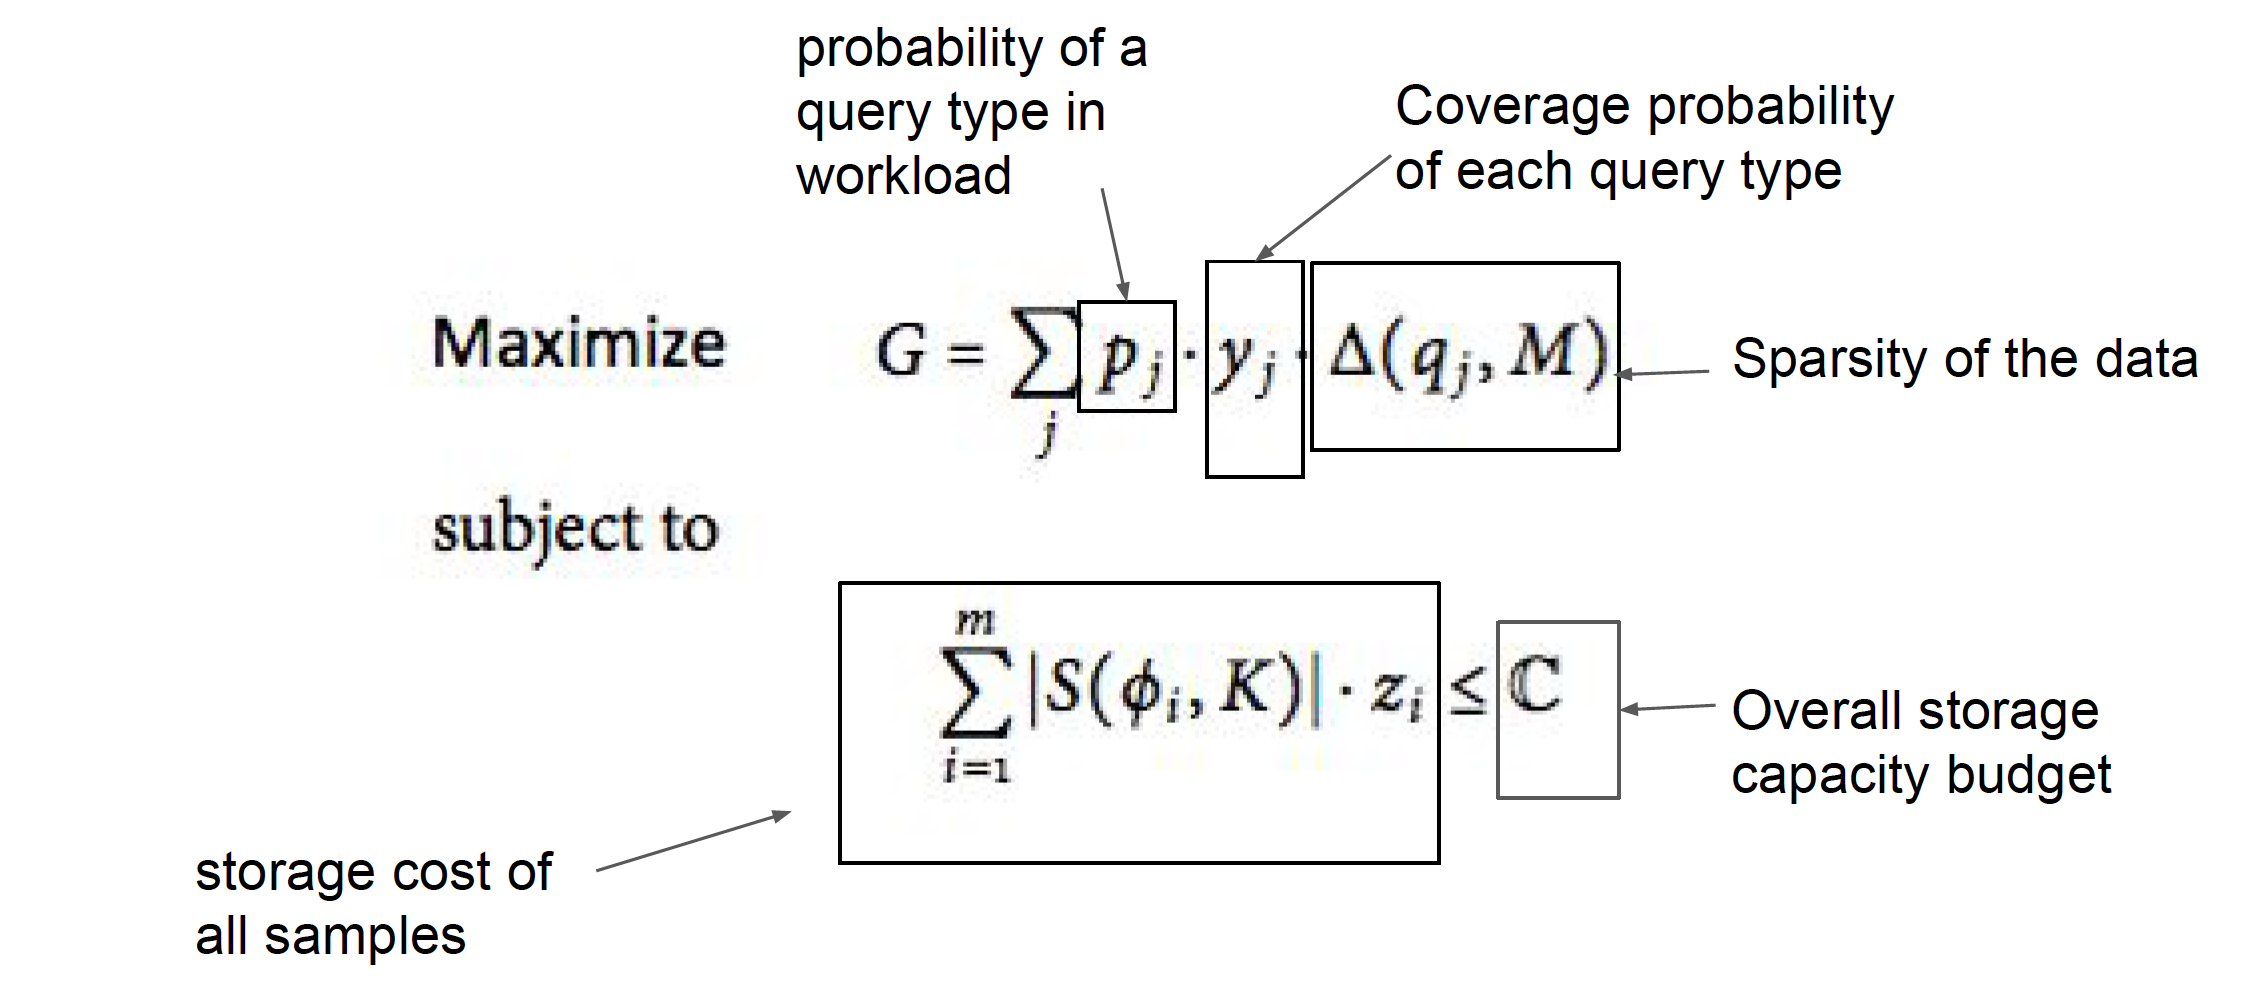 probability of a
query type in
workload
Coverage probability
of each query type
Maximize G = ∑ p_j · y_j · Δ(q_j, M)
j
Sparsity of the data
subject to
m
∑ |S(ϕ_i, K)| · z_i ≤ ℂ
i=1
Overall storage
capacity budget
storage cost of
all samples